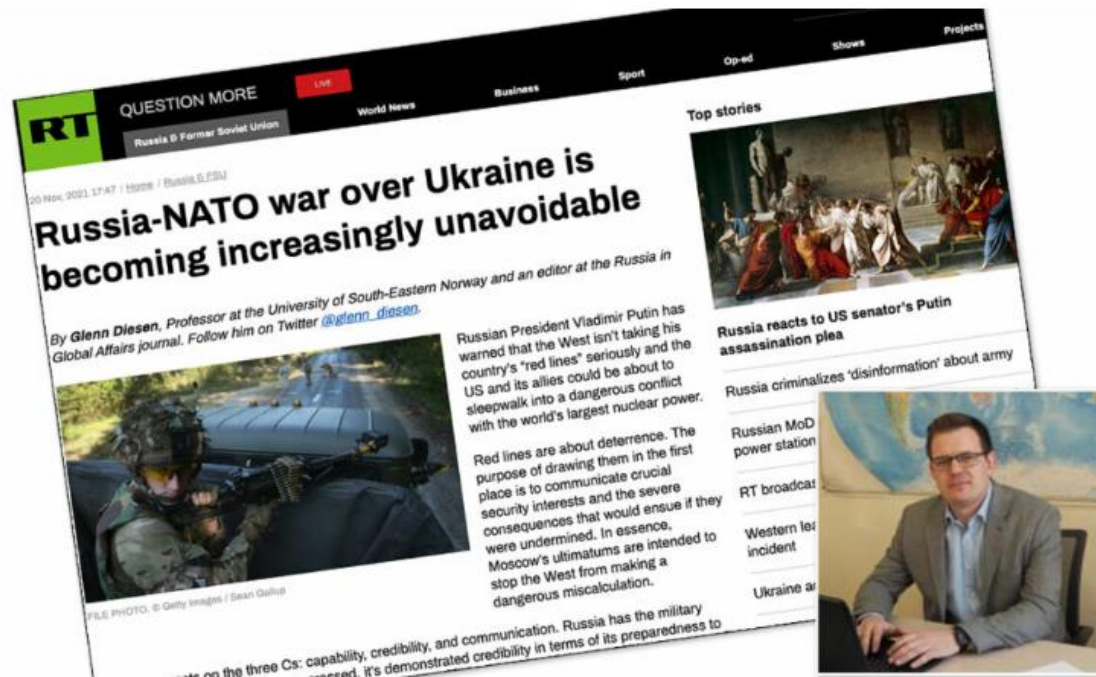 RT
QUESTION MORE
LIVE
Russia & Former Soviet Union
World News
Business
Sport
Op-ed
Shows
Projects
20 Nov, 2021 17:47 / Home / Russia & FSU
Russia-NATO war over Ukraine is
becoming increasingly unavoidable
By Glenn Diesen, Professor at the University of South-Eastern Norway and an editor at the Russia in
Global Affairs journal. Follow him on Twitter @glenn_diesen.
FILE PHOTO. © Getty Images / Sean Gallup
Russian President Vladimir Putin has
warned that the West isn't taking his
country's "red lines" seriously and the
US and its allies could be about to
sleepwalk into a dangerous conflict
with the world's largest nuclear power.
Red lines are about deterrence. The
purpose of drawing them in the first
place is to communicate crucial
security interests and the severe
consequences that would ensue if they
were undermined. In essence,
Moscow's ultimatums are intended to
stop the West from making a
dangerous miscalculation.
on the three Cs: capability, credibility, and communication. Russia has the military
it's demonstrated credibility in terms of its preparedness to
Top stories
Russia reacts to US senator's Putin
assassination plea
Russia criminalizes 'disinformation' about army
Russian MoD
power station
RT
Western
incident
Ukraine